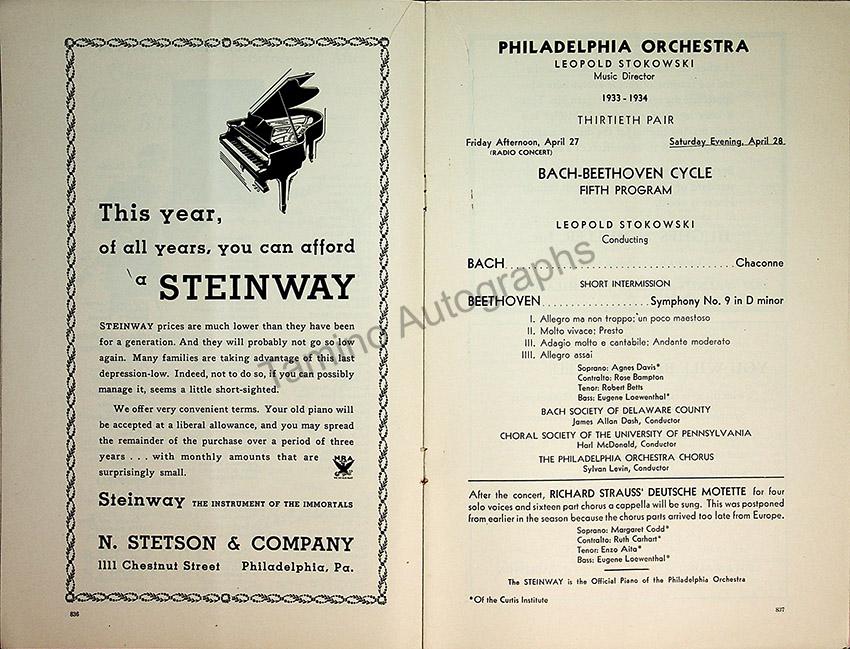 This year,
of all years, you can afford
a STEINWAY
STEINWAY prices are much lower than they have been
for a generation. And they will probably not go so low
again. Many families are taking advantage of this last
depression-low. Indeed, not to do so, if you can possibly
manage it, seems a little short-sighted.
We offer very convenient terms. Your old piano will
be accepted at a liberal allowance, and you may spread
the remainder of the purchase over a period of three
years . . . with monthly amounts that are
surprisingly small.
NRA
Steinway THE INSTRUMENT OF THE IMMORTALS
N. STETSON & COMPANY
1111 Chestnut Street Philadelphia, Pa.
836
PHILADELPHIA ORCHESTRA
LEOPOLD STOKOWSKI
Music Director
1933 - 1934
THIRTIETH PAIR
Friday Afternoon, April 27 Saturday Evening, April 28
(RADIO CONCERT)
BACH-BEETHOVEN CYCLE
FIFTH PROGRAM
LEOPOLD STOKOWSKI
Conducting
BACH........................................Chaconne
SHORT INTERMISSION
BEETHOVEN....................Symphony No. 9 in D minor
I. Allegro ma non troppo; un poco maestoso
II. Molto vivace; Presto
III. Adagio molto e cantabile; Andante moderato
IIII. Allegro assai
Soprano: Agnes Davis*
Contralto: Rose Bampton
Tenor: Robert Betts
Bass: Eugene Loewenthal*
BACH SOCIETY OF DELAWARE COUNTY
James Allan Dash, Conductor
CHORAL SOCIETY OF THE UNIVERSITY OF PENNSYLVANIA
Harl McDonald, Conductor
THE PHILADELPHIA ORCHESTRA CHORUS
Sylvan Levin, Conductor
After the concert, RICHARD STRAUSS' DEUTSCHE MOTETTE for four
solo voices and sixteen part chorus a cappella will be sung. This was postponed
from earlier in the season because the chorus parts arrived too late from Europe.
Soprano: Margaret Codd*
Contralto: Ruth Carhart*
Tenor: Enzo Aita*
Bass: Eugene Loewenthal*
The STEINWAY is the Official Piano of the Philadelphia Orchestra
*Of the Curtis Institute
837
Tamino Autographs